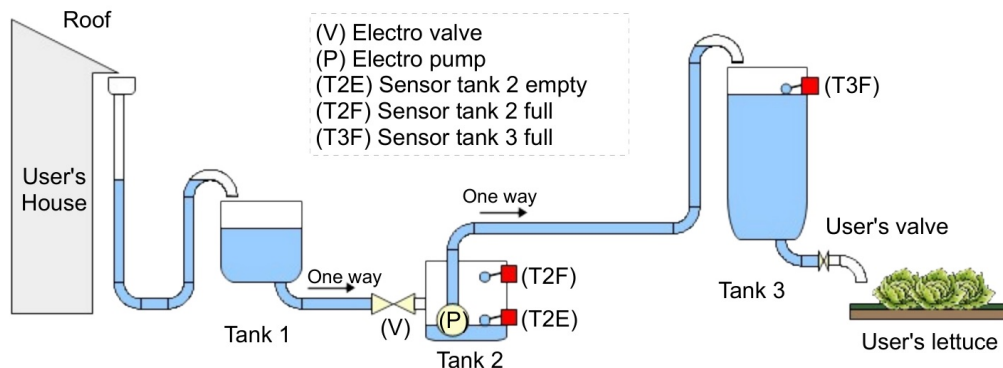 Roof
(V) Electro valve
(P) Electro pump
(T2E) Sensor tank 2 empty
(T2F) Sensor tank 2 full
(T3F) Sensor tank 3 full
(T3F)
User's
House
One way
User's valve
One way
(T2F)
Tank 3
(V)
(P)
(T2E)
Tank 1
User's lettuce
Tank 2